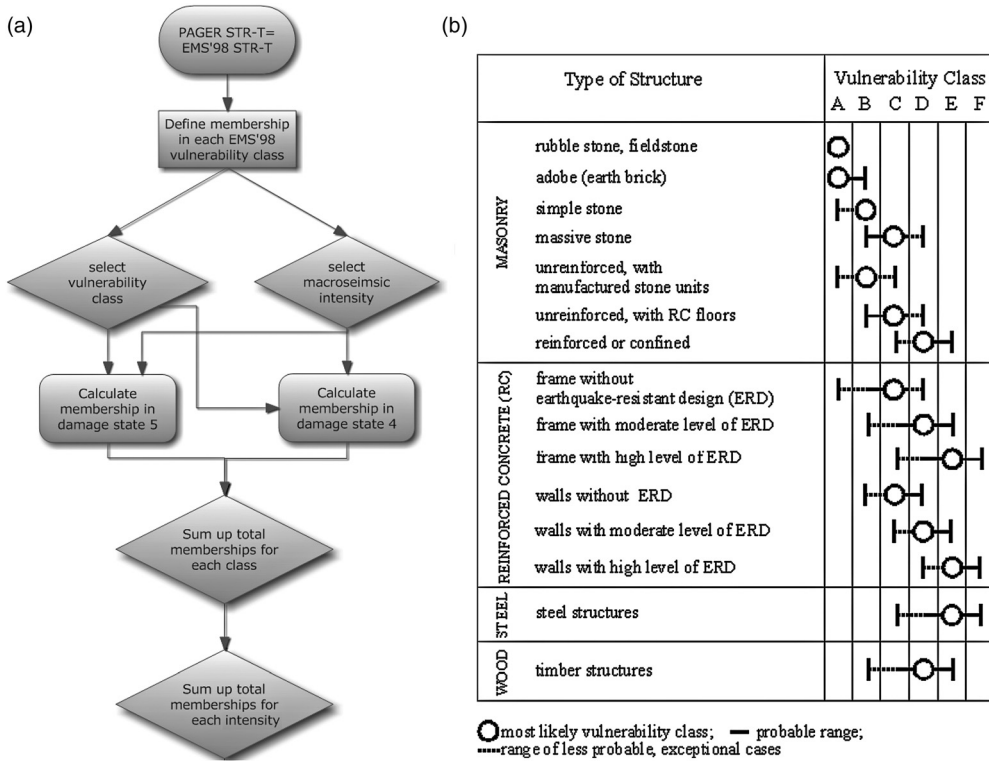 (a)
PAGER STR-T=
EMS'98 STR-T
Define membership
in each EMS'98
vulnerability class
select
vulnerability
class
select
macroseimsic
intensity
Calculate
membership in
damage state 5
Calculate
membership in
damage state 4
Sum up total
memberships for
each class
Sum up total
memberships for
each intensity
(b)
Type of Structure
Vulnerability Class
A B C D E F
MASONRY
rubble stone, fieldstone
adobe (earth brick)
simple stone
massive stone
unreinforced, with
manufactured stone units
unreinforced, with RC floors
reinforced or confined
REINFORCED CONCRETE (RC)
frame without
earthquake-resistant design (ERD)
frame with moderate level of ERD
frame with high level of ERD
walls without ERD
walls with moderate level of ERD
walls with high level of ERD
STEEL
steel structures
WOOD
timber structures
most likely vulnerability class; probable range;
range of less probable, exceptional cases